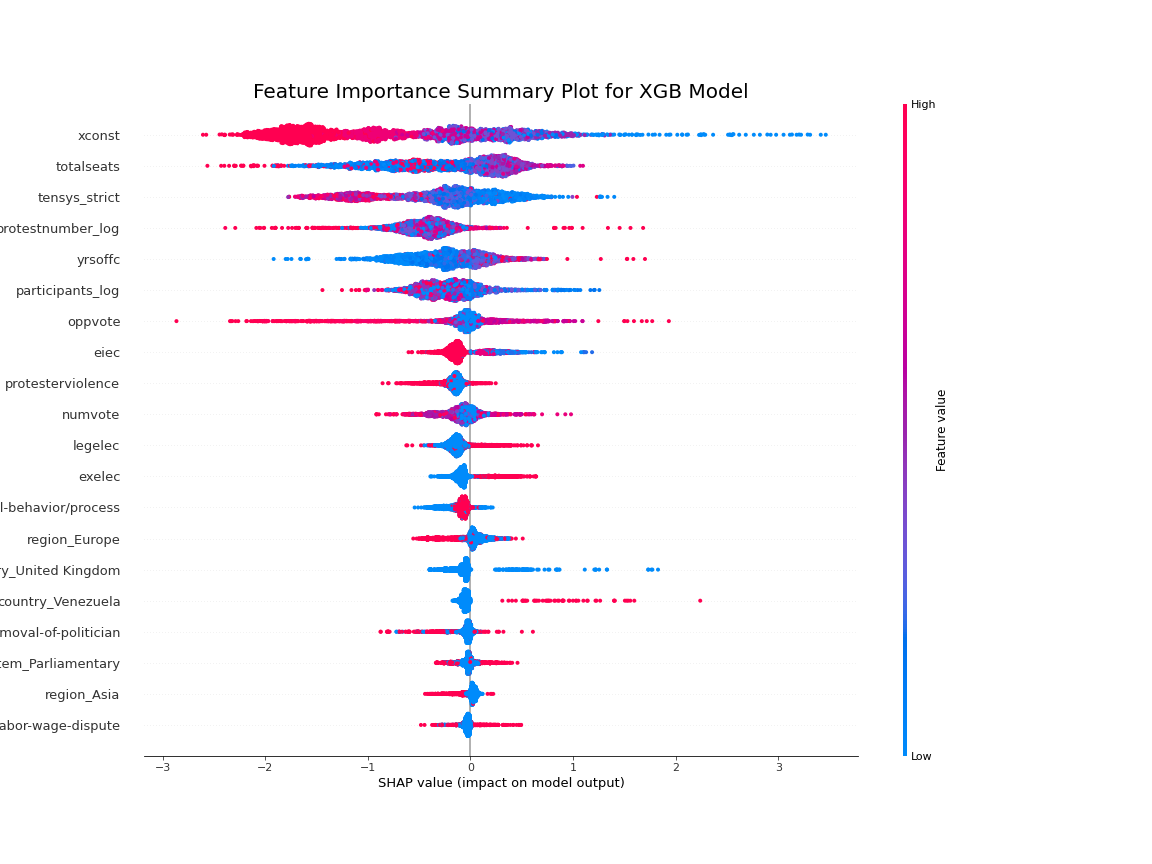 Feature Importance Summary Plot for XGB Model
High
xconst
totalseats
tensys_strict
protestnumber_log
yrsoffc
participants_log
oppvote
eiec
protesterviolence
numvote
legelec
exelec
l-behavior/process
region_Europe
ry_United Kingdom
country_Venezuela
moval-of-politician
tem_Parliamentary
region_Asia
abor-wage-dispute
Feature value
Low
−3 −2 −1 0 1 2 3
SHAP value (impact on model output)